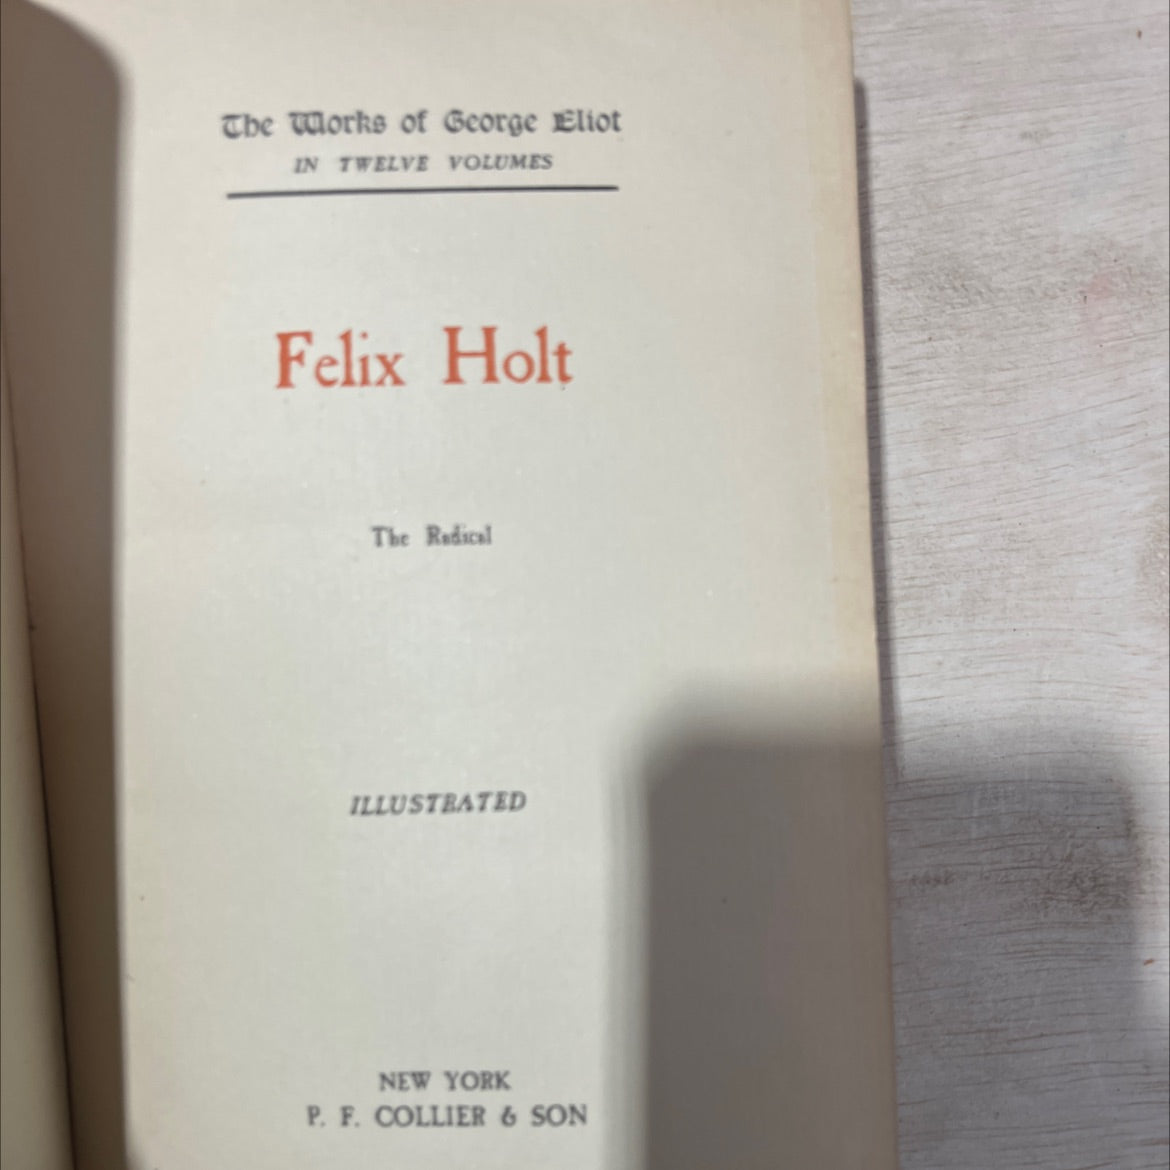 The Works of George Eliot
IN TWELVE VOLUMES
Felix Holt
The Radical
ILLUSTRATED
NEW YORK
P. F. COLLIER & SON